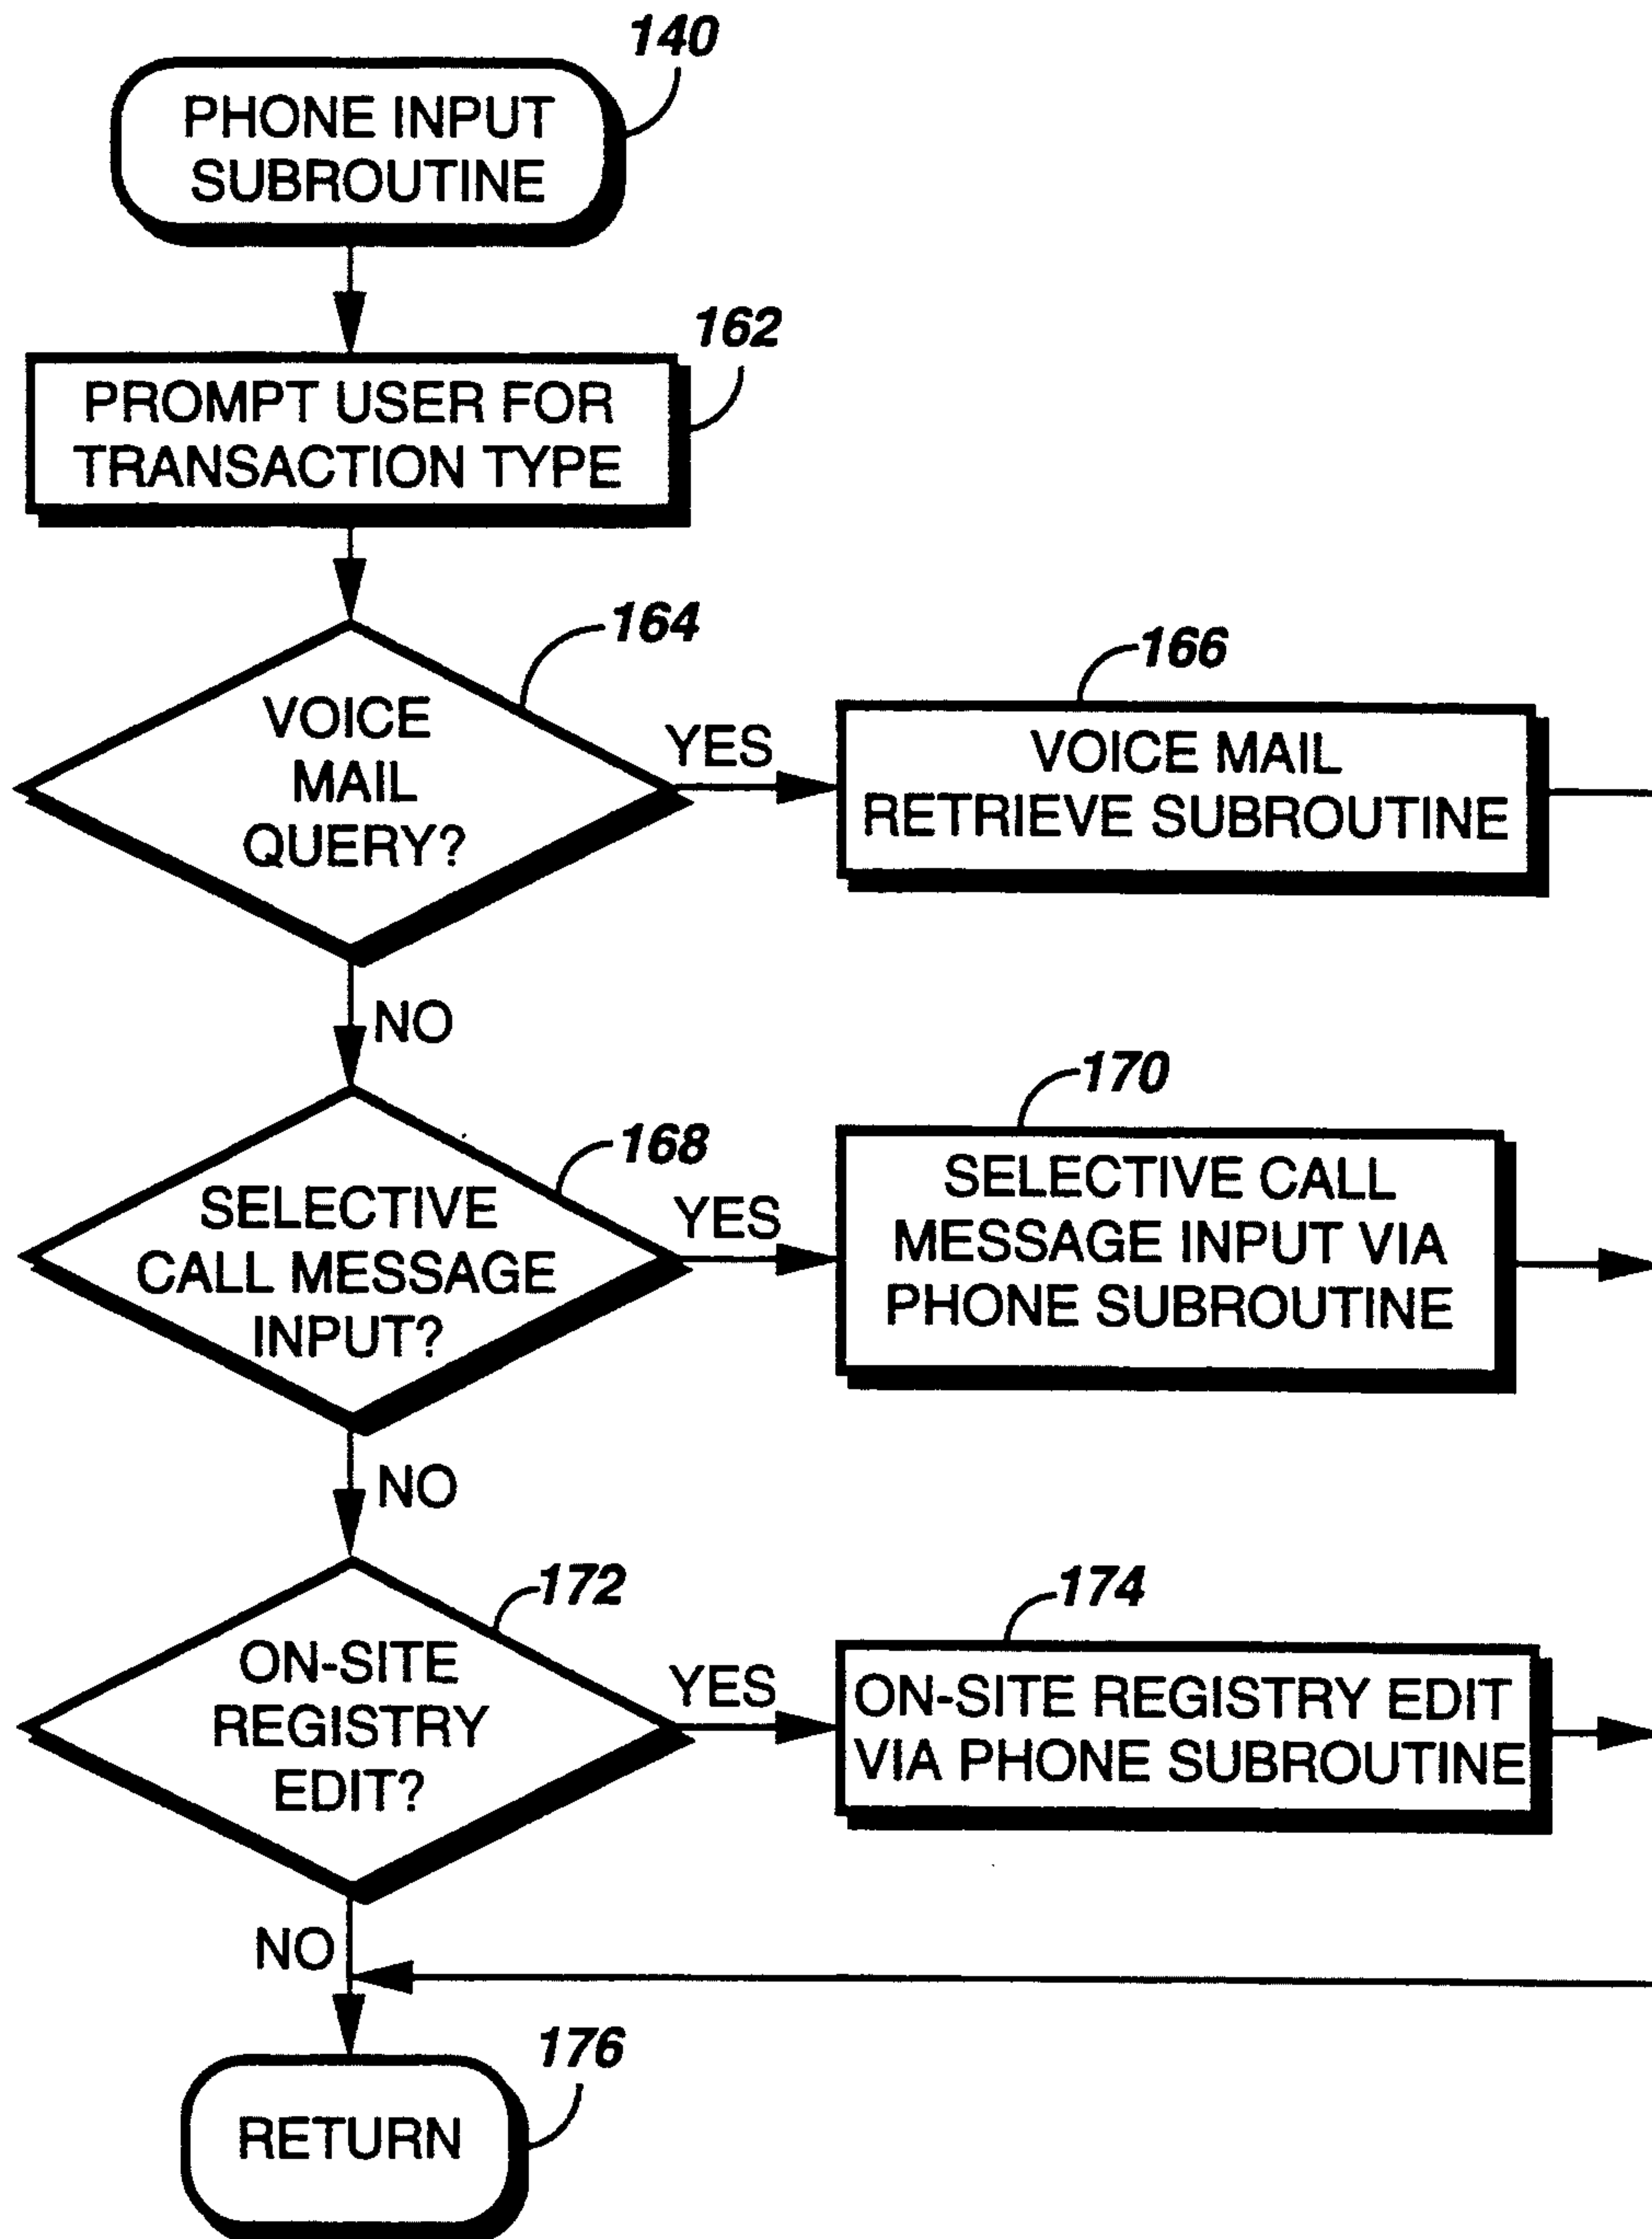 140
PHONE INPUT
SUBROUTINE
162
PROMPT USER FOR
TRANSACTION TYPE
164
VOICE
MAIL
QUERY?
YES
166
VOICE MAIL
RETRIEVE SUBROUTINE
NO
168
SELECTIVE
CALL MESSAGE
INPUT?
YES
170
SELECTIVE CALL
MESSAGE INPUT VIA
PHONE SUBROUTINE
NO
172
ON-SITE
REGISTRY
EDIT?
YES
174
ON-SITE REGISTRY EDIT
VIA PHONE SUBROUTINE
NO
176
RETURN